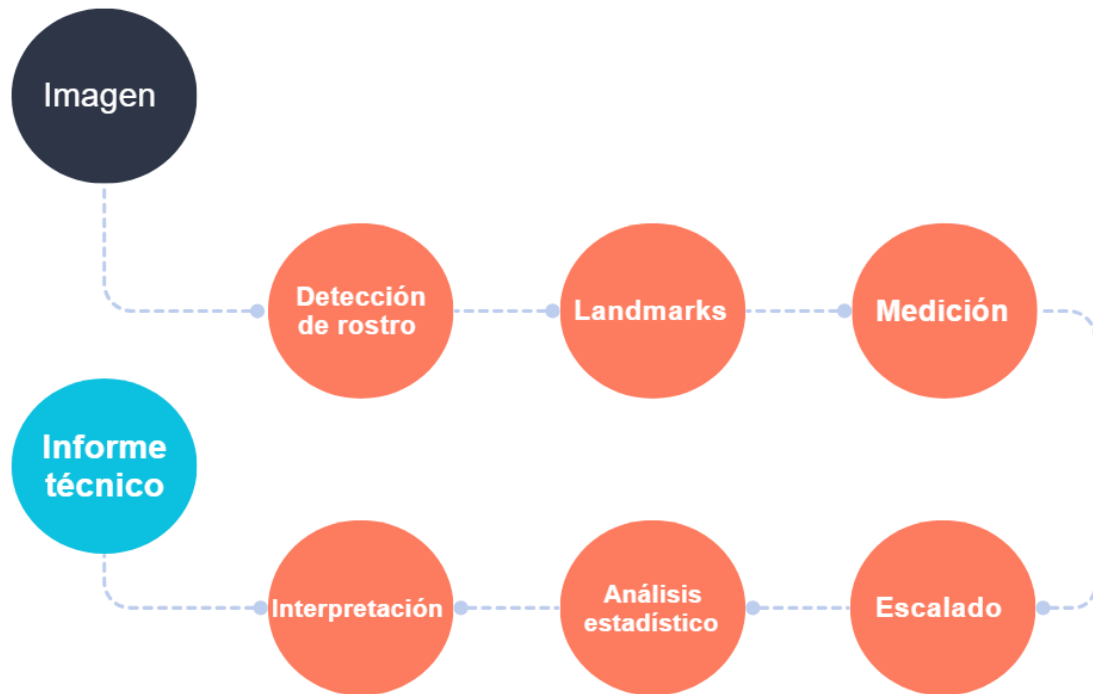 Imagen
Detección
de rostro
Landmarks
Medición
Informe
técnico
Interpretación
Análisis
estadístico
Escalado